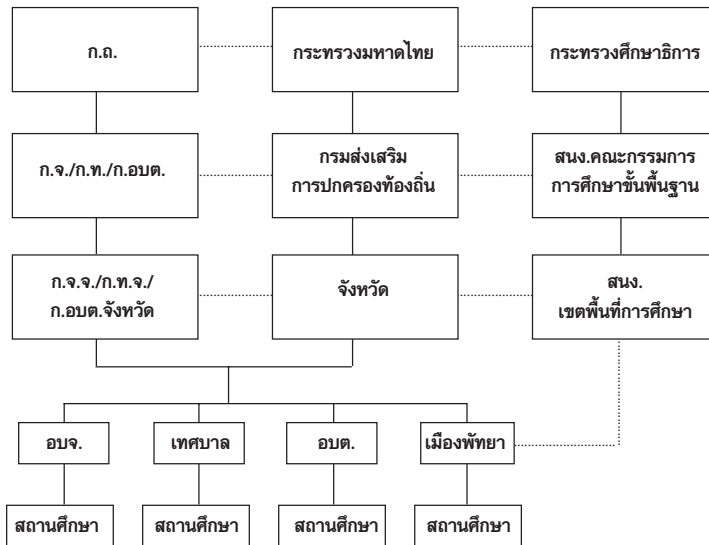 ก.ถ.
กระทรวงมหาดไทย
กระทรวงศึกษาธิการ
ก.จ./ก.ท./ก.อบต.
กรมส่งเสริม
การปกครองท้องถิ่น
สนง.คณะกรรมการ
การศึกษาขั้นพื้นฐาน
ก.จ.จ./ก.ท.จ./
ก.อบต.จังหวัด
จังหวัด
สนง.
เขตพื้นที่การศึกษา
อบจ.
เทศบาล
อบต.
เมืองพัทยา
สถานศึกษา
สถานศึกษา
สถานศึกษา
สถานศึกษา